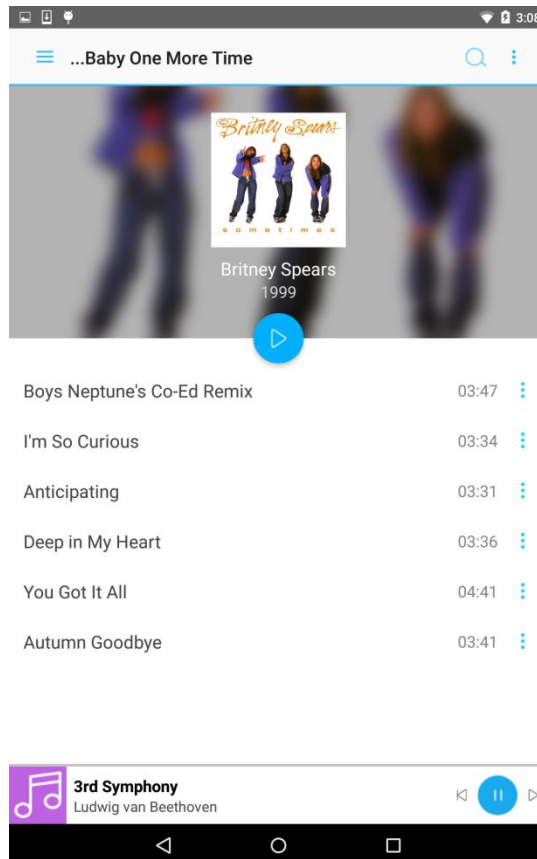 3:08
...Baby One More Time
Britney Spears
sometimes
Britney Spears
1999
Boys Neptune's Co-Ed Remix 03:47
I'm So Curious 03:34
Anticipating 03:31
Deep in My Heart 03:36
You Got It All 04:41
Autumn Goodbye 03:41
3rd Symphony
Ludwig van Beethoven